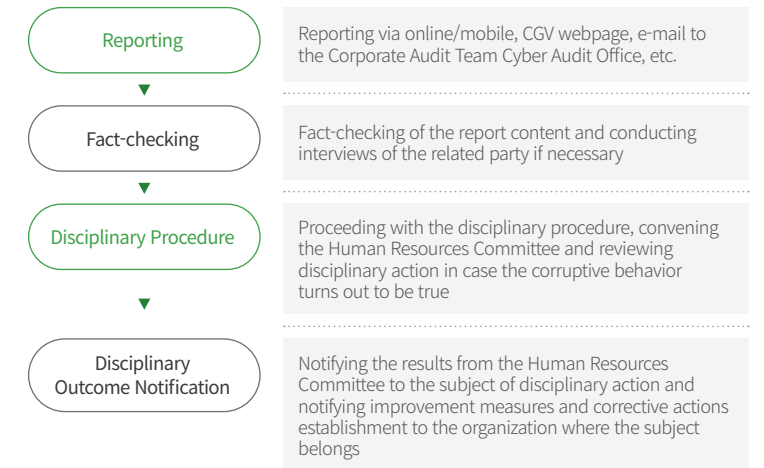 Reporting
Reporting via online/mobile, CGV webpage, e-mail to
the Corporate Audit Team Cyber Audit Office, etc.
Fact-checking
Fact-checking of the report content and conducting
interviews of the related party if necessary
Disciplinary Procedure
Proceeding with the disciplinary procedure, convening
the Human Resources Committee and reviewing
disciplinary action in case the corruptive behavior
turns out to be true
Disciplinary
Outcome Notification
Notifying the results from the Human Resources
Committee to the subject of disciplinary action and
notifying improvement measures and corrective actions
establishment to the organization where the subject
belongs